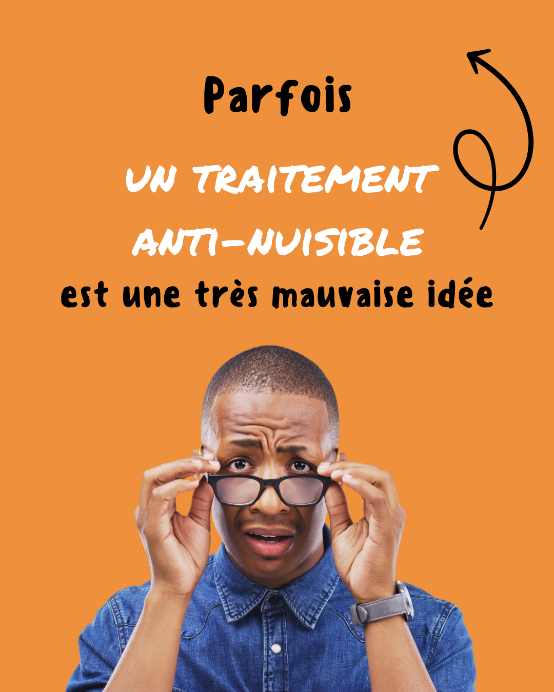 Parfois
UN TRAITEMENT
ANTI-NUISIBLE
est une très mauvaise idée